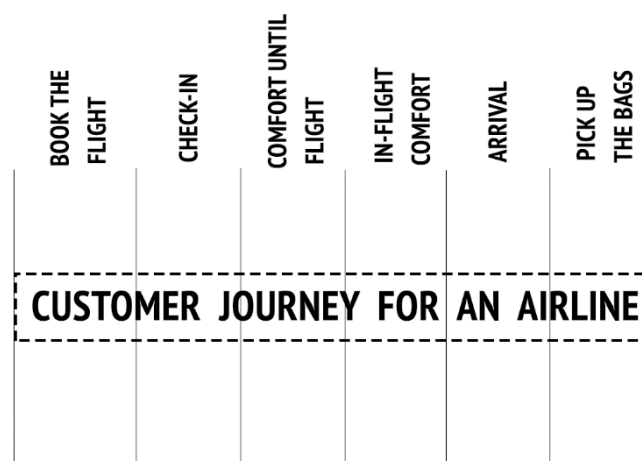 BOOK THE
FLIGHT
CHECK-IN
COMFORT UNTIL
FLIGHT
IN-FLIGHT
COMFORT
ARRIVAL
PICK UP
THE BAGS
CUSTOMER JOURNEY FOR AN AIRLINE